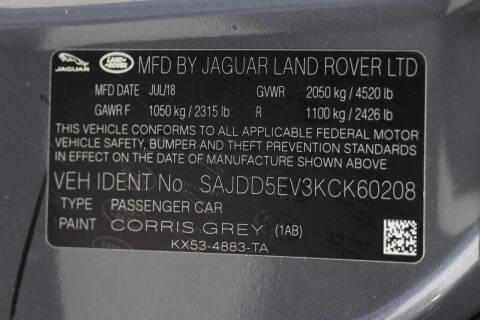 JAGUAR
LAND ROVER
MFD BY JAGUAR LAND ROVER LTD
MFD DATE JUL/18 GVWR 2050 kg / 4520 lb
GAWR F 1050 kg / 2315 lb R 1100 kg / 2426 lb
THIS VEHICLE CONFORMS TO ALL APPLICABLE FEDERAL MOTOR
VEHICLE SAFETY, BUMPER AND THEFT PREVENTION STANDARDS
IN EFFECT ON THE DATE OF MANUFACTURE SHOWN ABOVE.
VEH IDENT No. SAJDD5EV3KCK60208
TYPE PASSENGER CAR
PAINT CORRIS GREY (1AB)
KX53-4883-TA